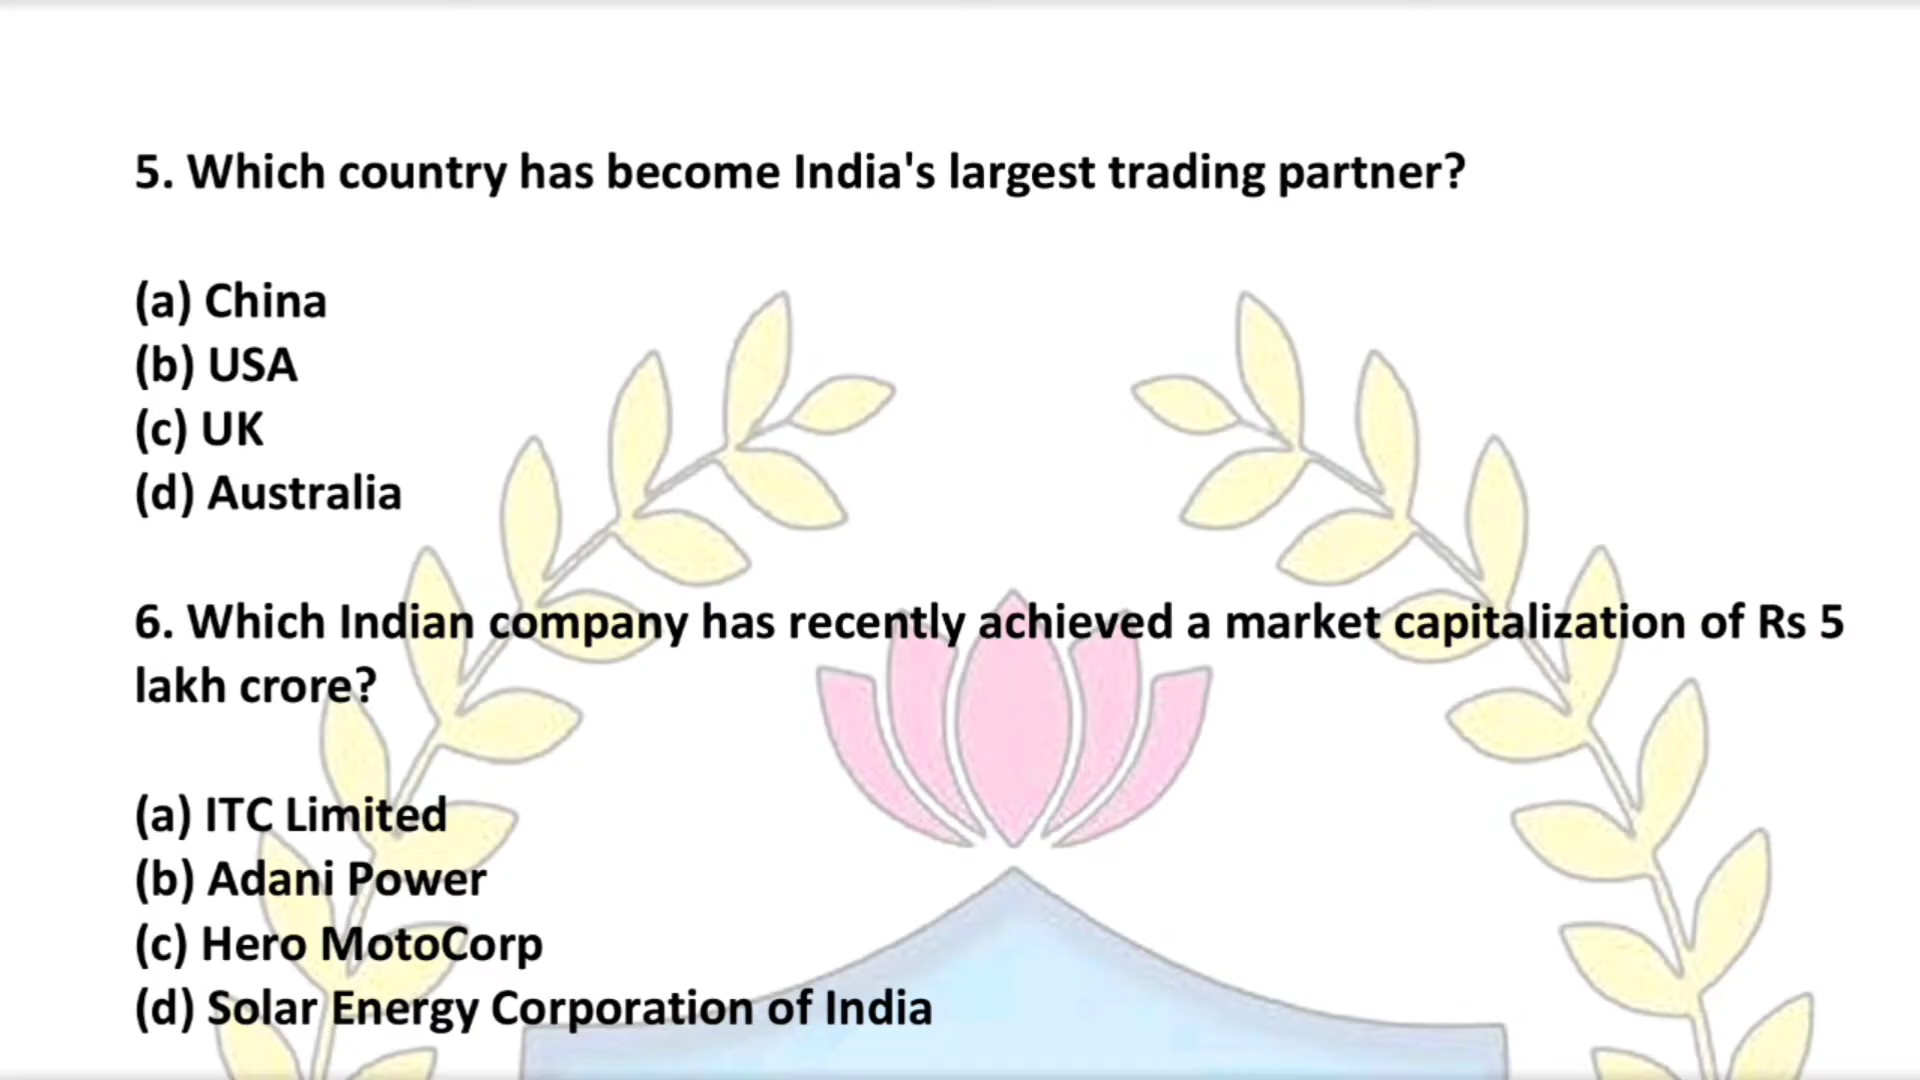 5. Which country has become India's largest trading partner?
(a) China
(b) USA
(c) UK
(d) Australia
6. Which Indian company has recently achieved a market capitalization of Rs 5
lakh crore?
(a) ITC Limited
(b) Adani Power
(c) Hero MotoCorp
(d) Solar Energy Corporation of India